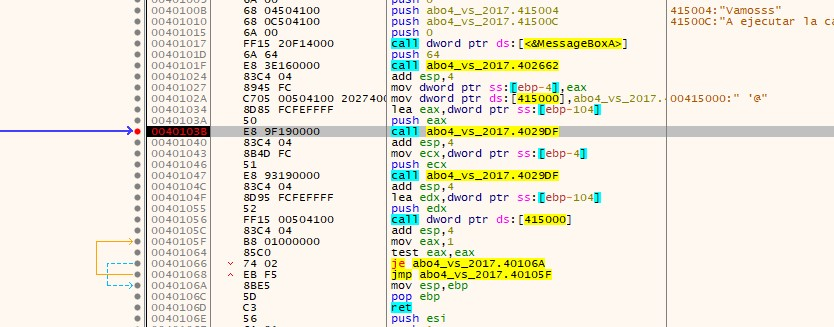 6A 00 push 0
0040100B 68 04504100 push abo4_vs_2017.415004 415004:"Vamosss"
00401010 68 0C504100 push abo4_vs_2017.41500C 41500C:"A ejecutar la ca
00401015 6A 00 push 0
00401017 FF15 20F14000 call dword ptr ds:[<&MessageBoxA>]
0040101D 6A 64 push 64
0040101F E8 3E160000 call abo4_vs_2017.402662
00401024 83C4 04 add esp,4
00401027 8945 FC mov dword ptr ss:[ebp-4],eax
0040102A C705 00504100 2027400 mov dword ptr ds:[415000],abo4_vs_2017.400415000:" '@"
00401034 8D85 FCFEFFFF lea eax,dword ptr ss:[ebp-104]
0040103A 50 push eax
0040103B E8 9F190000 call abo4_vs_2017.4029DF
00401040 83C4 04 add esp,4
00401043 8B4D FC mov ecx,dword ptr ss:[ebp-4]
00401046 51 push ecx
00401047 E8 93190000 call abo4_vs_2017.4029DF
0040104C 83C4 04 add esp,4
0040104F 8D95 FCFEFFFF lea edx,dword ptr ss:[ebp-104]
00401055 52 push edx
00401056 FF15 00504100 call dword ptr ds:[415000]
0040105C 83C4 04 add esp,4
0040105F B8 01000000 mov eax,1
00401064 85C0 test eax,eax
00401066 74 02 je abo4_vs_2017.40106A
00401068 EB F5 jmp abo4_vs_2017.40105F
0040106A 8BE5 mov esp,ebp
0040106C 5D pop ebp
0040106D C3 ret
0040106E 56 push esi